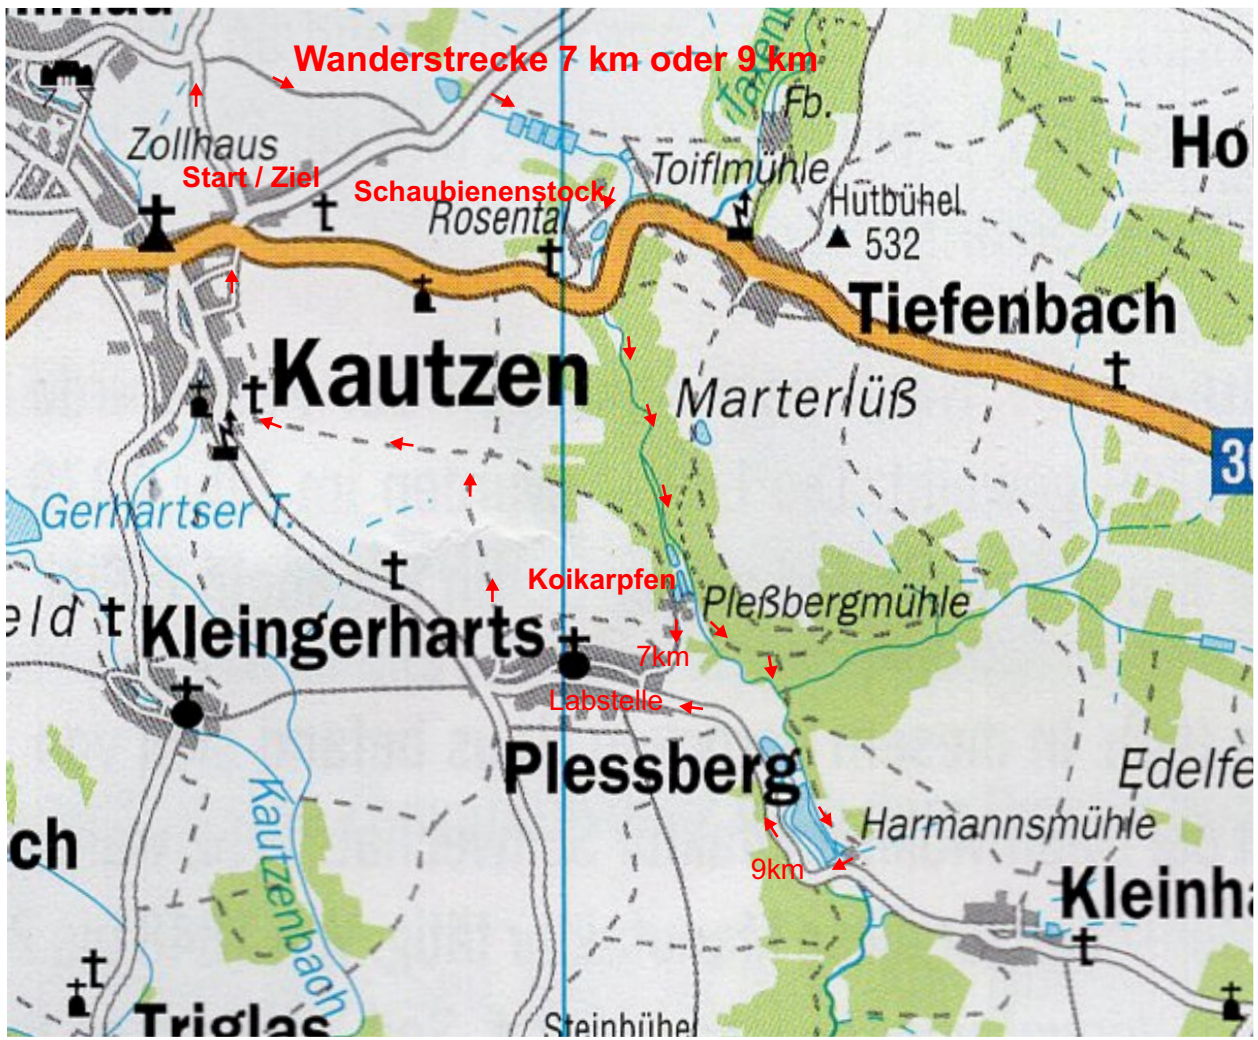 Wanderstrecke 7 km oder 9 km
Fb.
Zollhaus
Ho
Start / Ziel
Toiflmühle
Schaubienenstock
Rosental
Hutbühel
532
Tiefenbach
Kautzen
Marterlüß
30
Gerhartser T.
Koikarpfen
Pleßbergmühle
eld
Kleingerharts
7km
Labstelle
Plessberg
Edelfe
Kautzenbach
Harmannsmühle
ch
9km
Kleinha
Triglas
Steinbühel